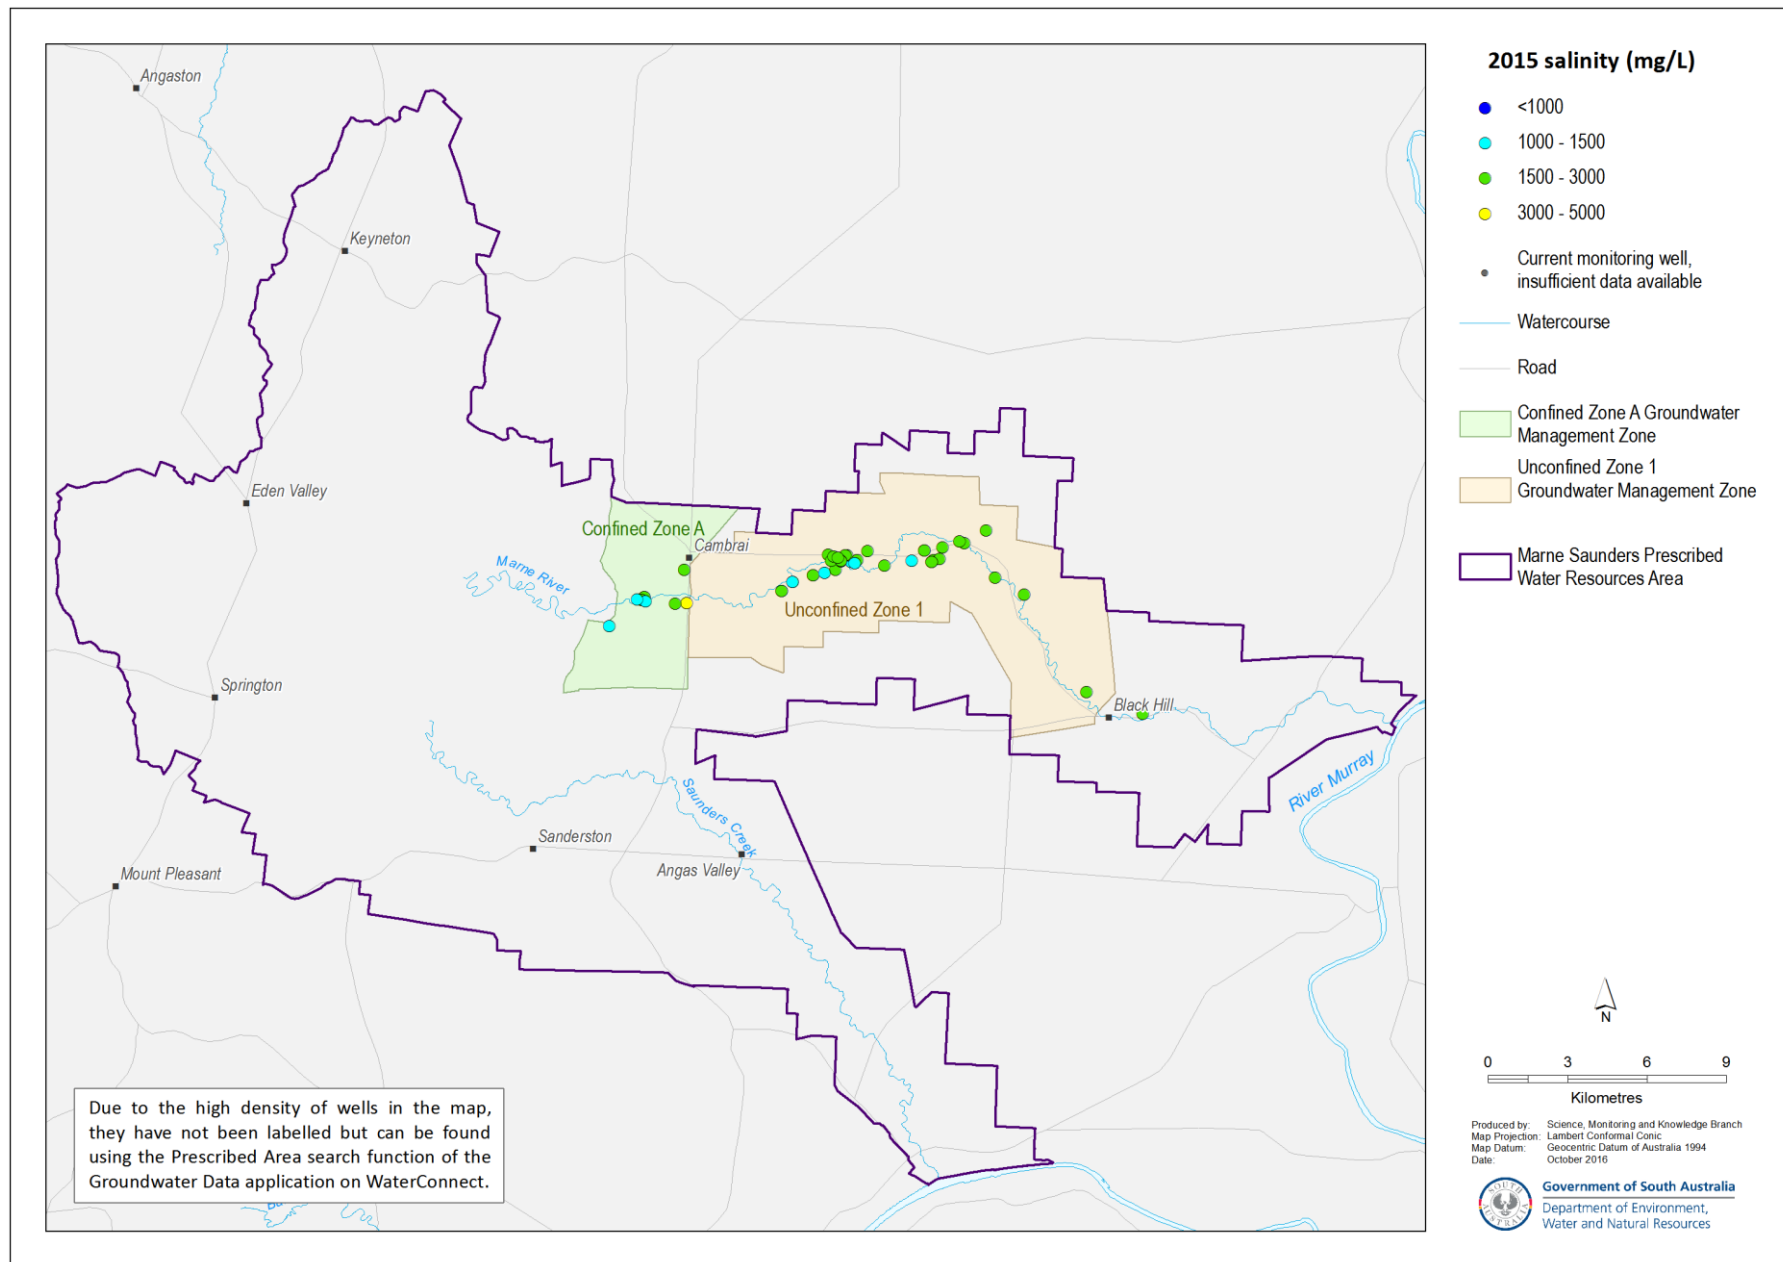 Angaston
Keyneton
Eden Valley
Confined Zone A
Cambrai
Marne River
Unconfined Zone 1
Springton
Black Hill
River Murray
Saunders Creek
Sanderston
Angas Valley
Mount Pleasant
Due to the high density of wells in the map,
they have not been labelled but can be found
using the Prescribed Area search function of the
Groundwater Data application on WaterConnect.
2015 salinity (mg/L)
<1000
1000 - 1500
1500 - 3000
3000 - 5000
Current monitoring well,
insufficient data available
Watercourse
Road
Confined Zone A Groundwater
Management Zone
Unconfined Zone 1
Groundwater Management Zone
Marne Saunders Prescribed
Water Resources Area
N
0 3 6 9
Kilometres
Produced by: Science, Monitoring and Knowledge Branch
Map Projection: Lambert Conformal Conic
Map Datum: Geocentric Datum of Australia 1994
Date: October 2016
SOUTH AUSTRALIA
Government of South Australia
Department of Environment,
Water and Natural Resources